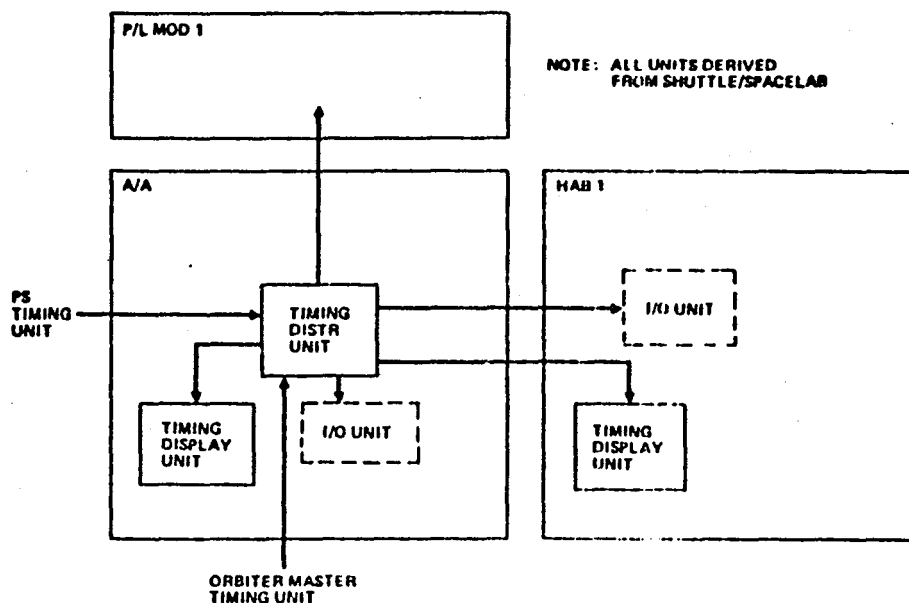 P/L MOD 1
NOTE: ALL UNITS DERIVED
FROM SHUTTLE/SPACELAB
A/A
HAB 1
PS
TIMING
UNIT
TIMING
DISTR
UNIT
I/O UNIT
TIMING
DISPLAY
UNIT
I/O UNIT
TIMING
DISPLAY
UNIT
ORBITER MASTER
TIMING UNIT